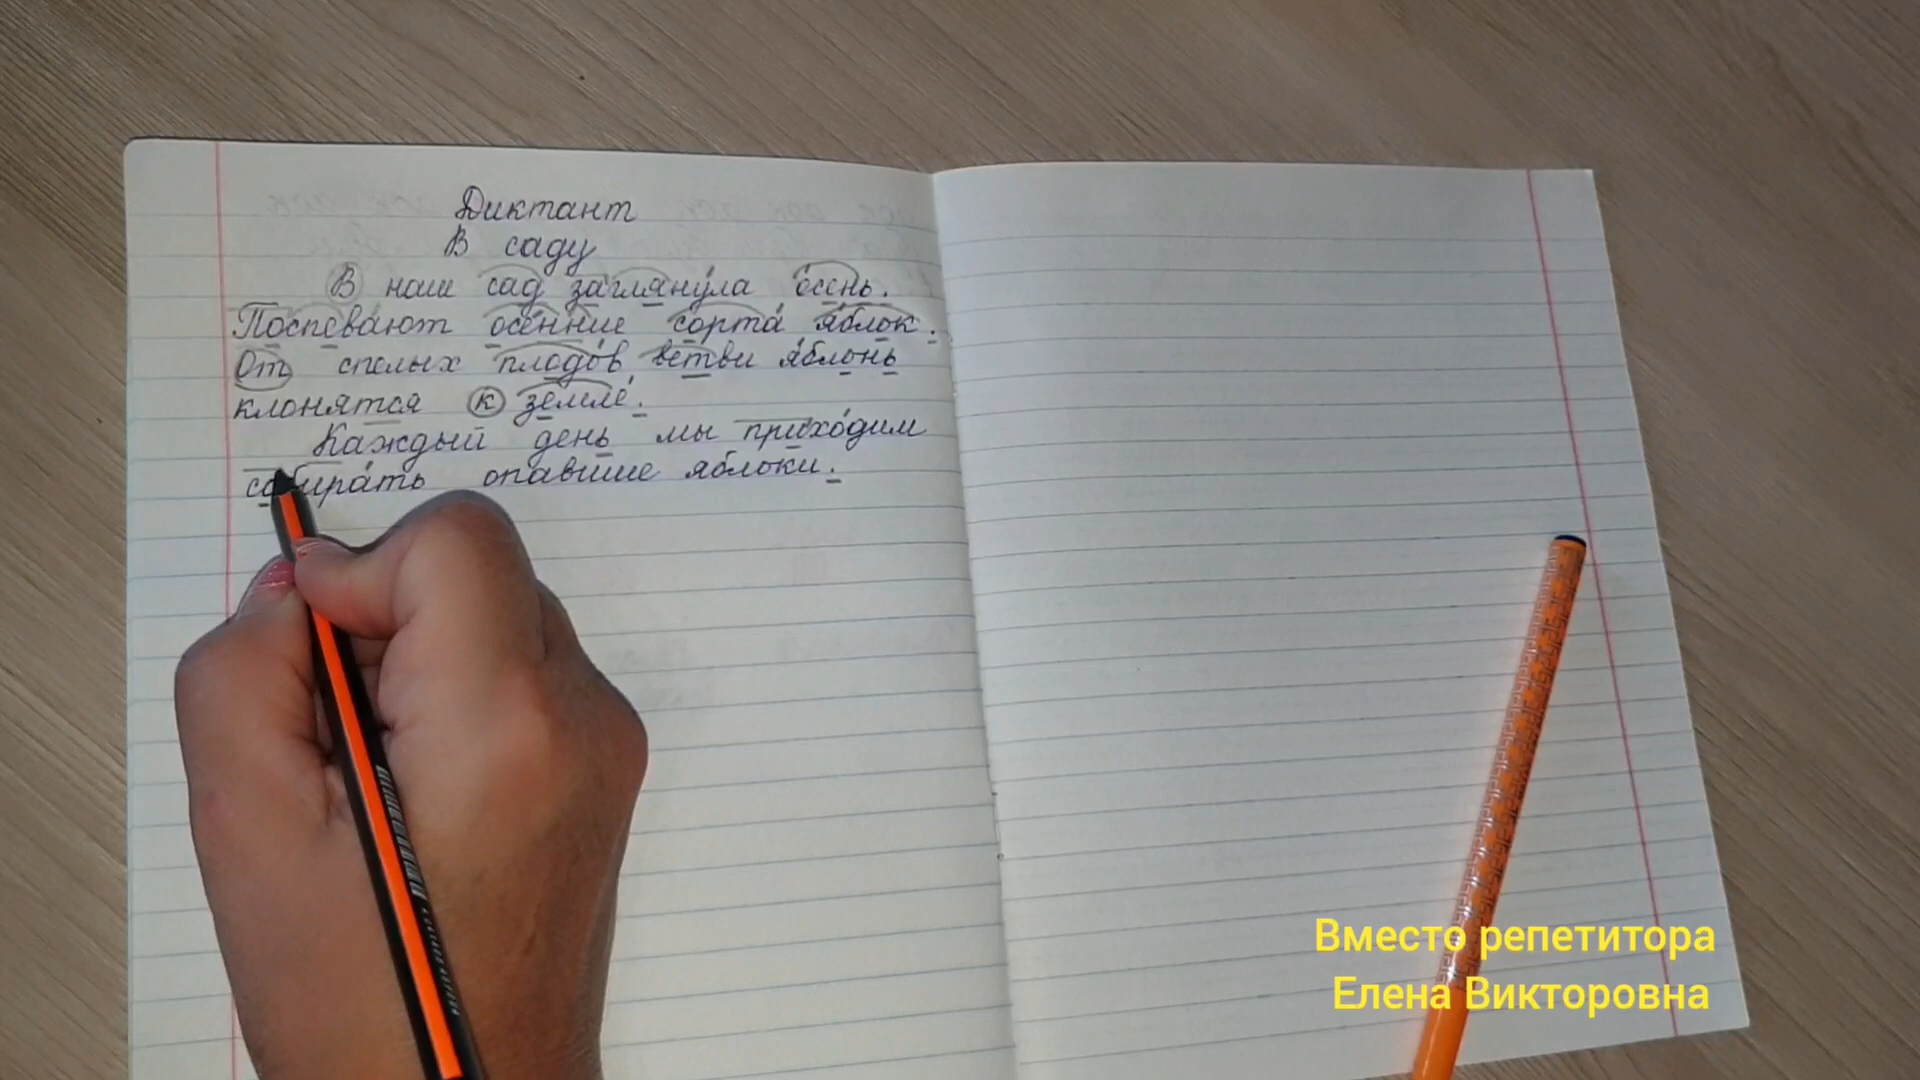 Диктант
В саду
В наш сад заглянула осень.
Поспевают осенние сорта яблок.
От спелых плодов ветви яблонь
клонятся к земле.
Каждый день мы приходим
собирать опавшие яблоки.
Вместо репетитора
Елена Викторовна